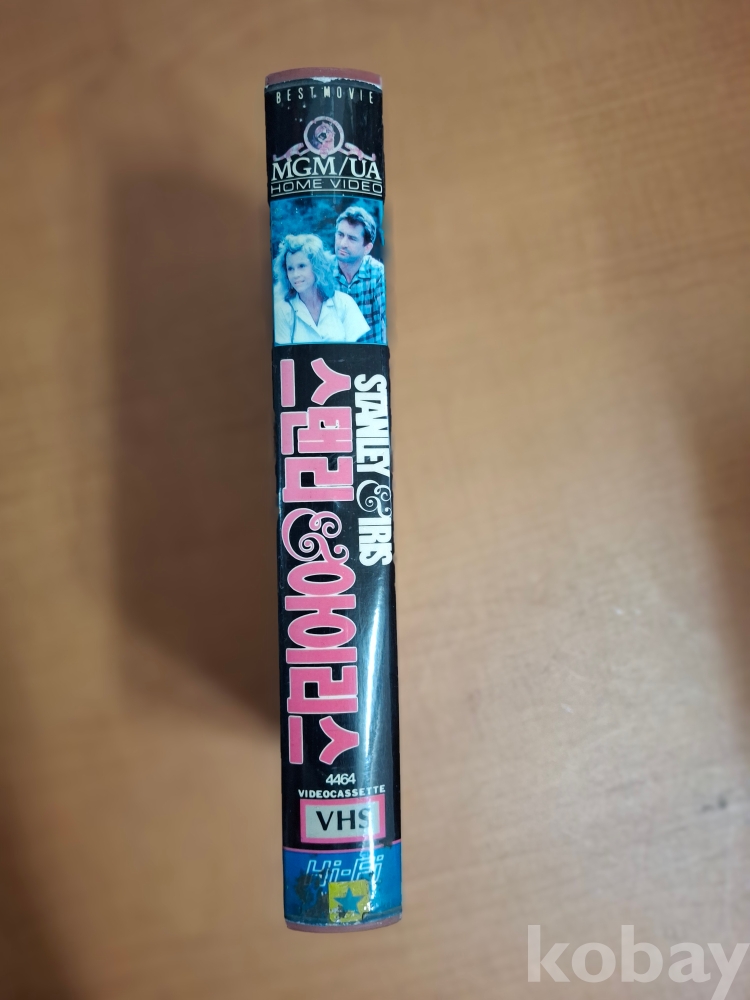 BEST MOVIE
MGM/UA
HOME VIDEO
STANLEY & IRIS
스탠리&아이리스
4464
VIDEOCASSETTE
VHS
Hi-Fi
kobay